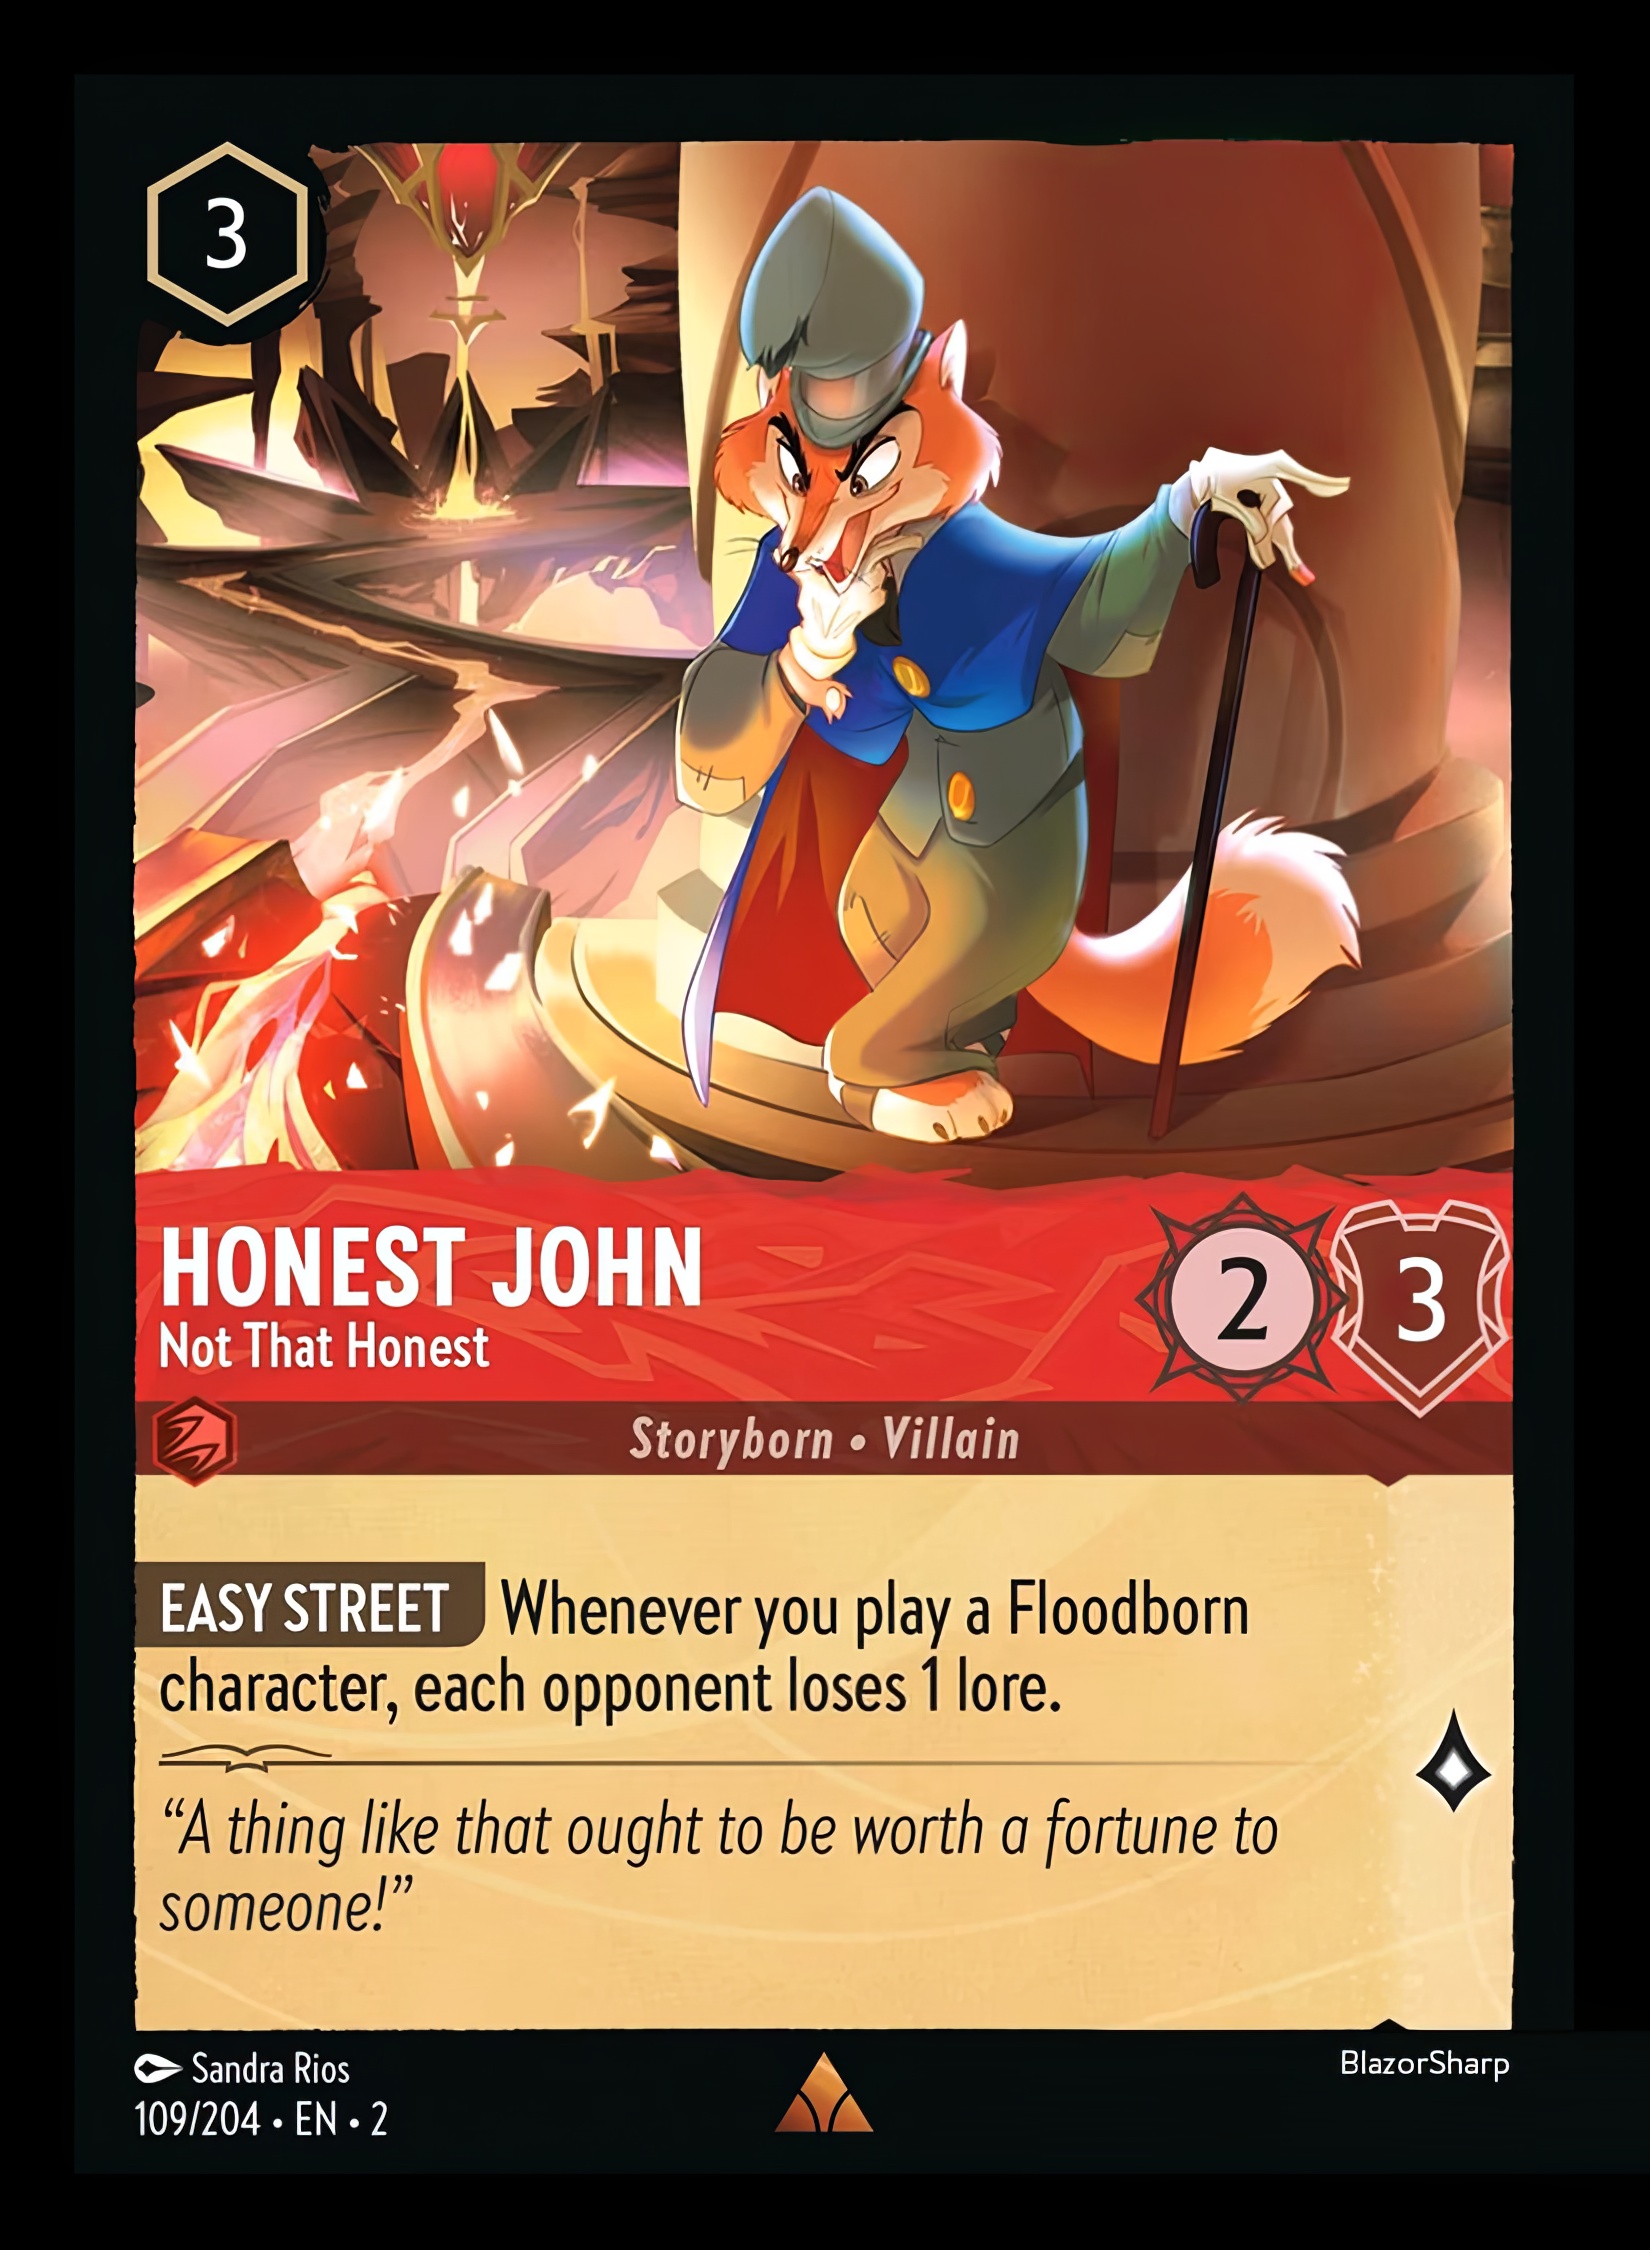 3
HONEST JOHN
Not That Honest
2
3
Storyborn • Villain
EASY STREET Whenever you play a Floodborn
character, each opponent loses 1 lore.
“A thing like that ought to be worth a fortune to
someone!”
Sandra Rios
BlazorSharp
109/204 • EN • 2